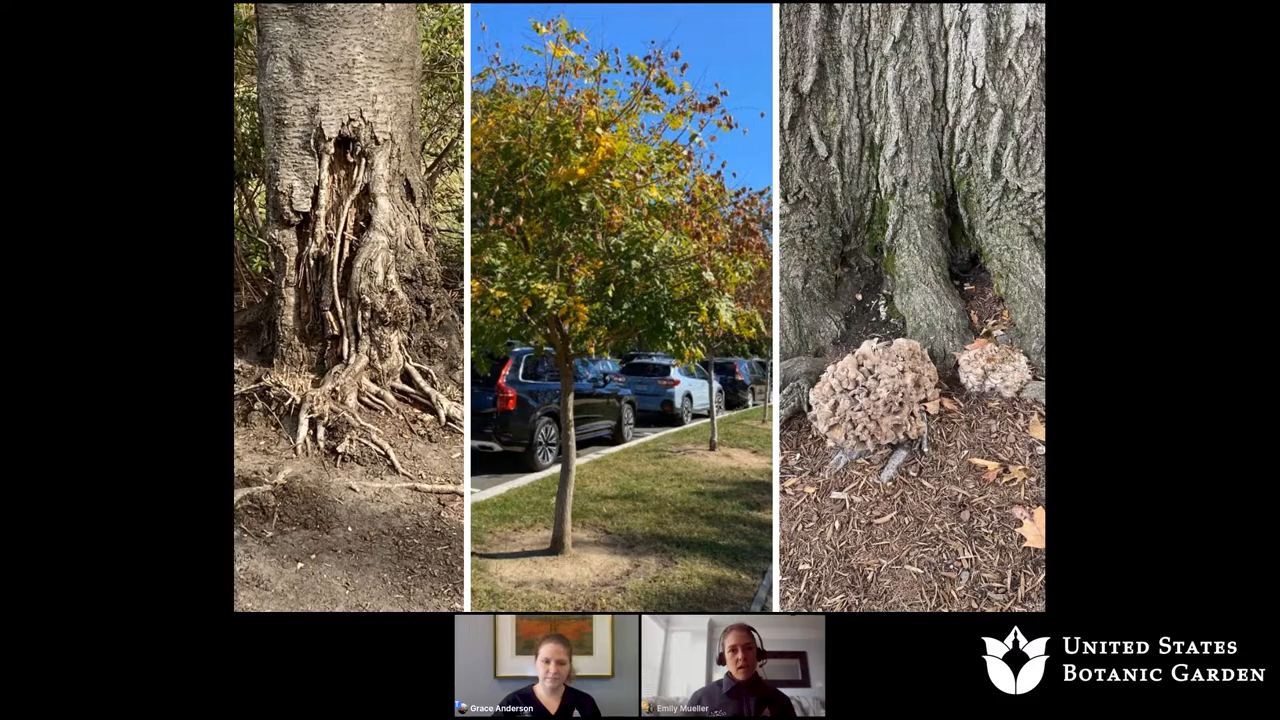 Grace Anderson
Emily Mueller
UNITED STATES
BOTANIC GARDEN